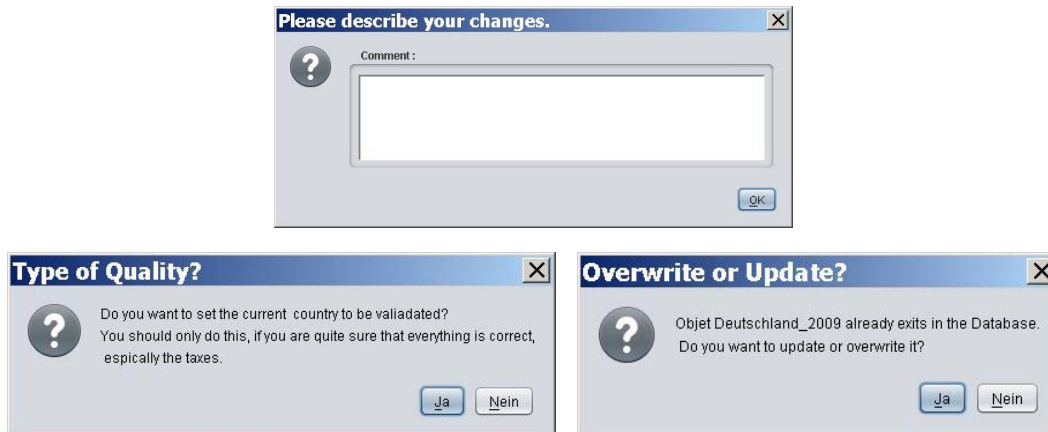 Please describe your changes.
Comment :
OK
Type of Quality?
Do you want to set the current country to be valiadated?
You should only do this, if you are quite sure that everything is correct,
espically the taxes.
Ja Nein
Overwrite or Update?
Objet Deutschland_2009 already exits in the Database.
Do you want to update or overwrite it?
Ja Nein